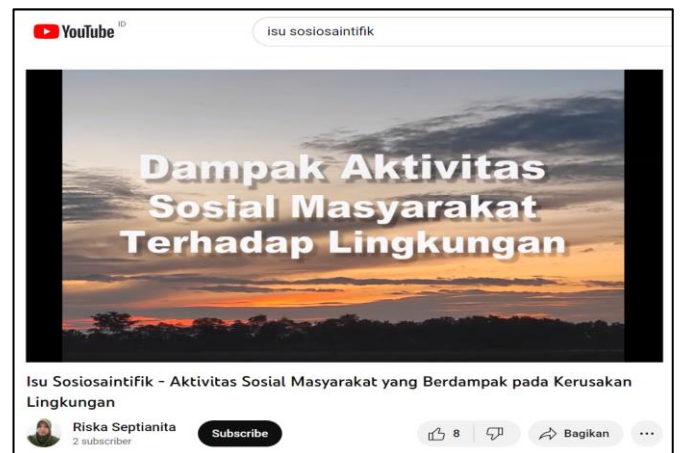 YouTube ID
isu sosiosaintifik
Dampak Aktivitas
Sosial Masyarakat
Terhadap Lingkungan
Isu Sosiosaintifik - Aktivitas Sosial Masyarakat yang Berdampak pada Kerusakan
Lingkungan
Riska Septianita
2 subscriber
Subscribe
8
Bagikan